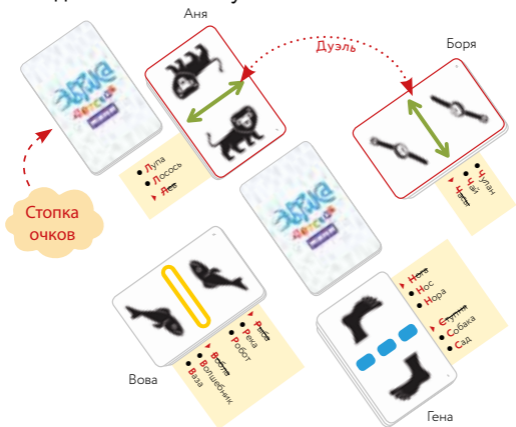 Аня
Боря
Дуэль
эврика
детская
Лупа
Лосось
Лев
Чулан
Чай
Часы
Стопка
очков
эврика
детская
Нога
Нос
Нора
Ступня
Собака
Сад
Рыба
Река
Робот
Вобла
Волшебник
Ваза
Вова
Гена